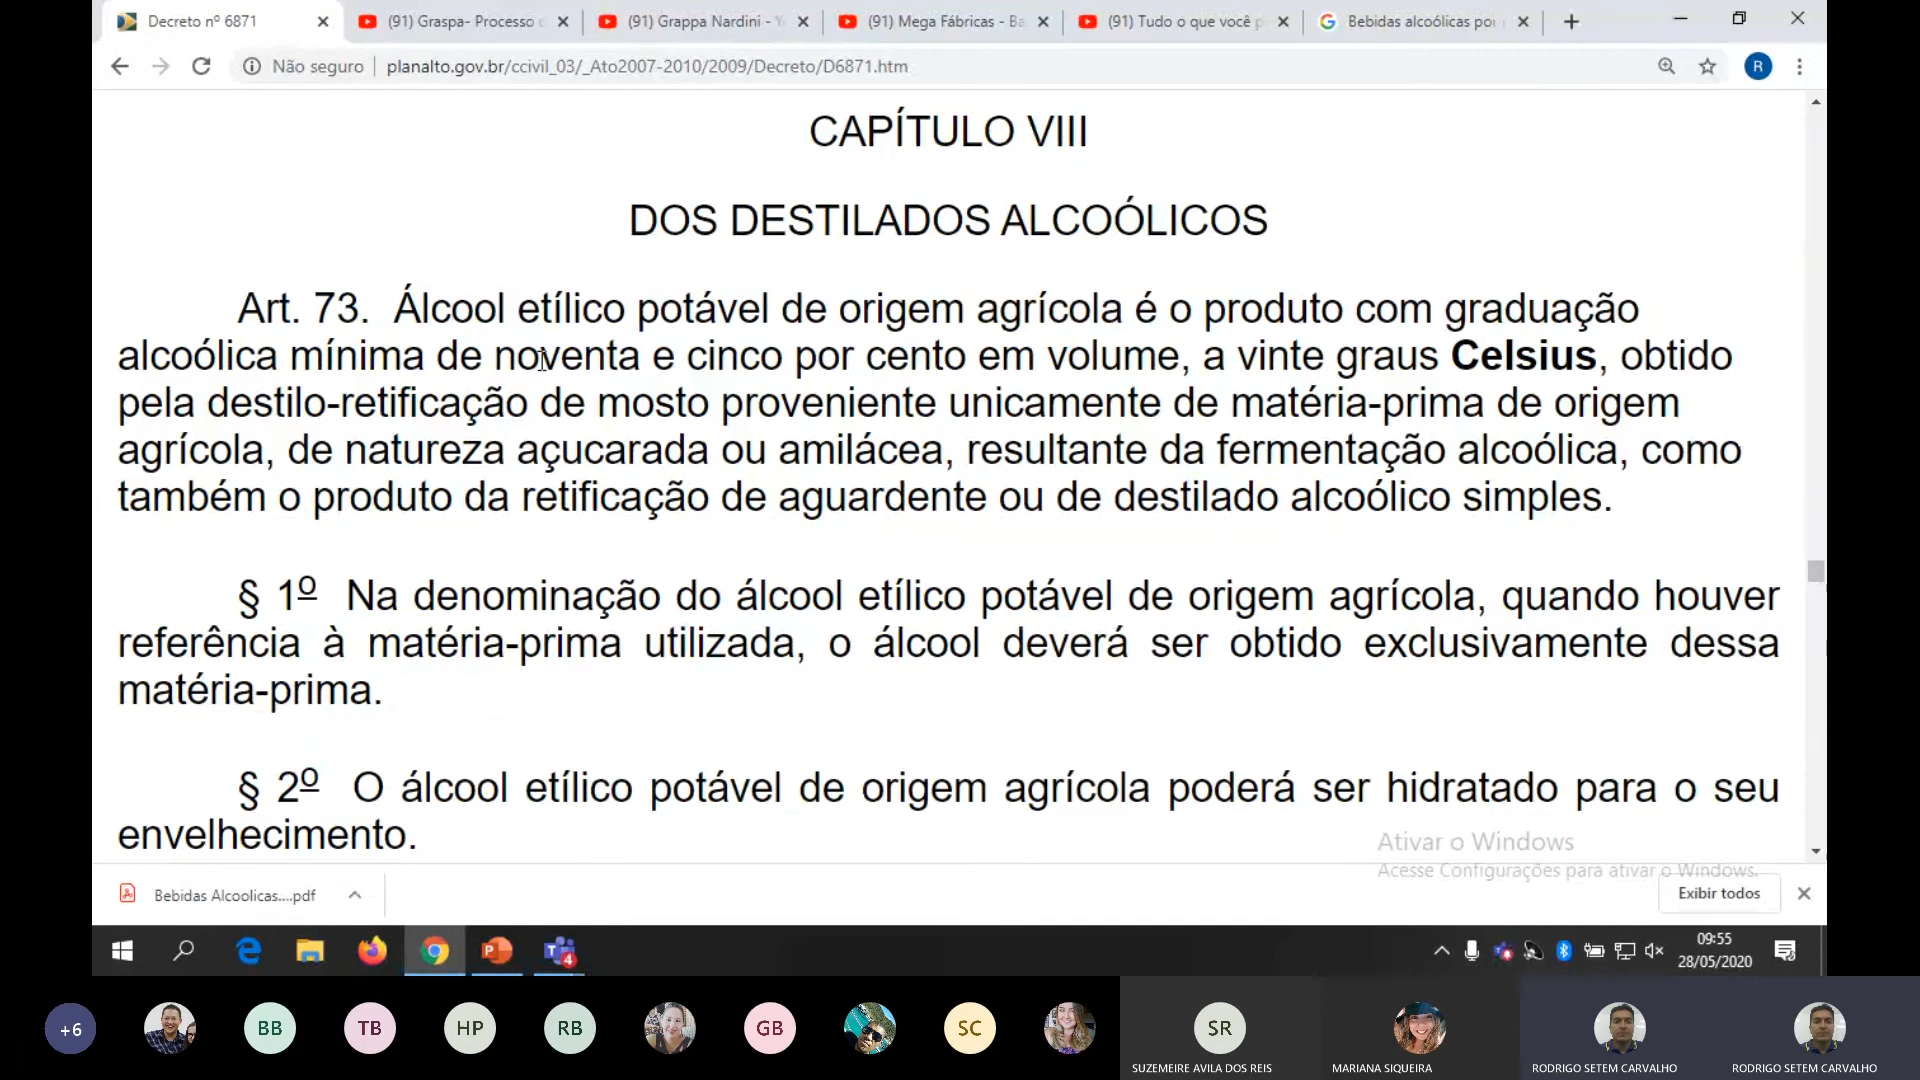 Decreto nº 6871
(91) Graspa- Processo
(91) Grappa Nardini -
(91) Mega Fábricas - Ba
(91) Tudo o que você p
Bebidas alcoólicas por
Não seguro
planalto.gov.br/ccivil_03/_Ato2007-2010/2009/Decreto/D6871.htm
R
CAPÍTULO VIII
DOS DESTILADOS ALCOÓLICOS
Art. 73. Álcool etílico potável de origem agrícola é o produto com graduação
alcoólica mínima de noventa e cinco por cento em volume, a vinte graus Celsius, obtido
pela destilo-retificação de mosto proveniente unicamente de matéria-prima de origem
agrícola, de natureza açucarada ou amilácea, resultante da fermentação alcoólica, como
também o produto da retificação de aguardente ou de destilado alcoólico simples.
§ 1º Na denominação do álcool etílico potável de origem agrícola, quando houver
referência à matéria-prima utilizada, o álcool deverá ser obtido exclusivamente dessa
matéria-prima.
§ 2º O álcool etílico potável de origem agrícola poderá ser hidratado para o seu
envelhecimento.
Ativar o Windows
Acesse Configurações para ativar o Windows.
Bebidas Alcoolicas....pdf
Exibir todos
09:55
28/05/2020
+6
BB
TB
HP
RB
GB
SC
SR
SUZEMEIRE AVILA DOS REIS
MARIANA SIQUEIRA
RODRIGO SETEM CARVALHO
RODRIGO SETEM CARVALHO